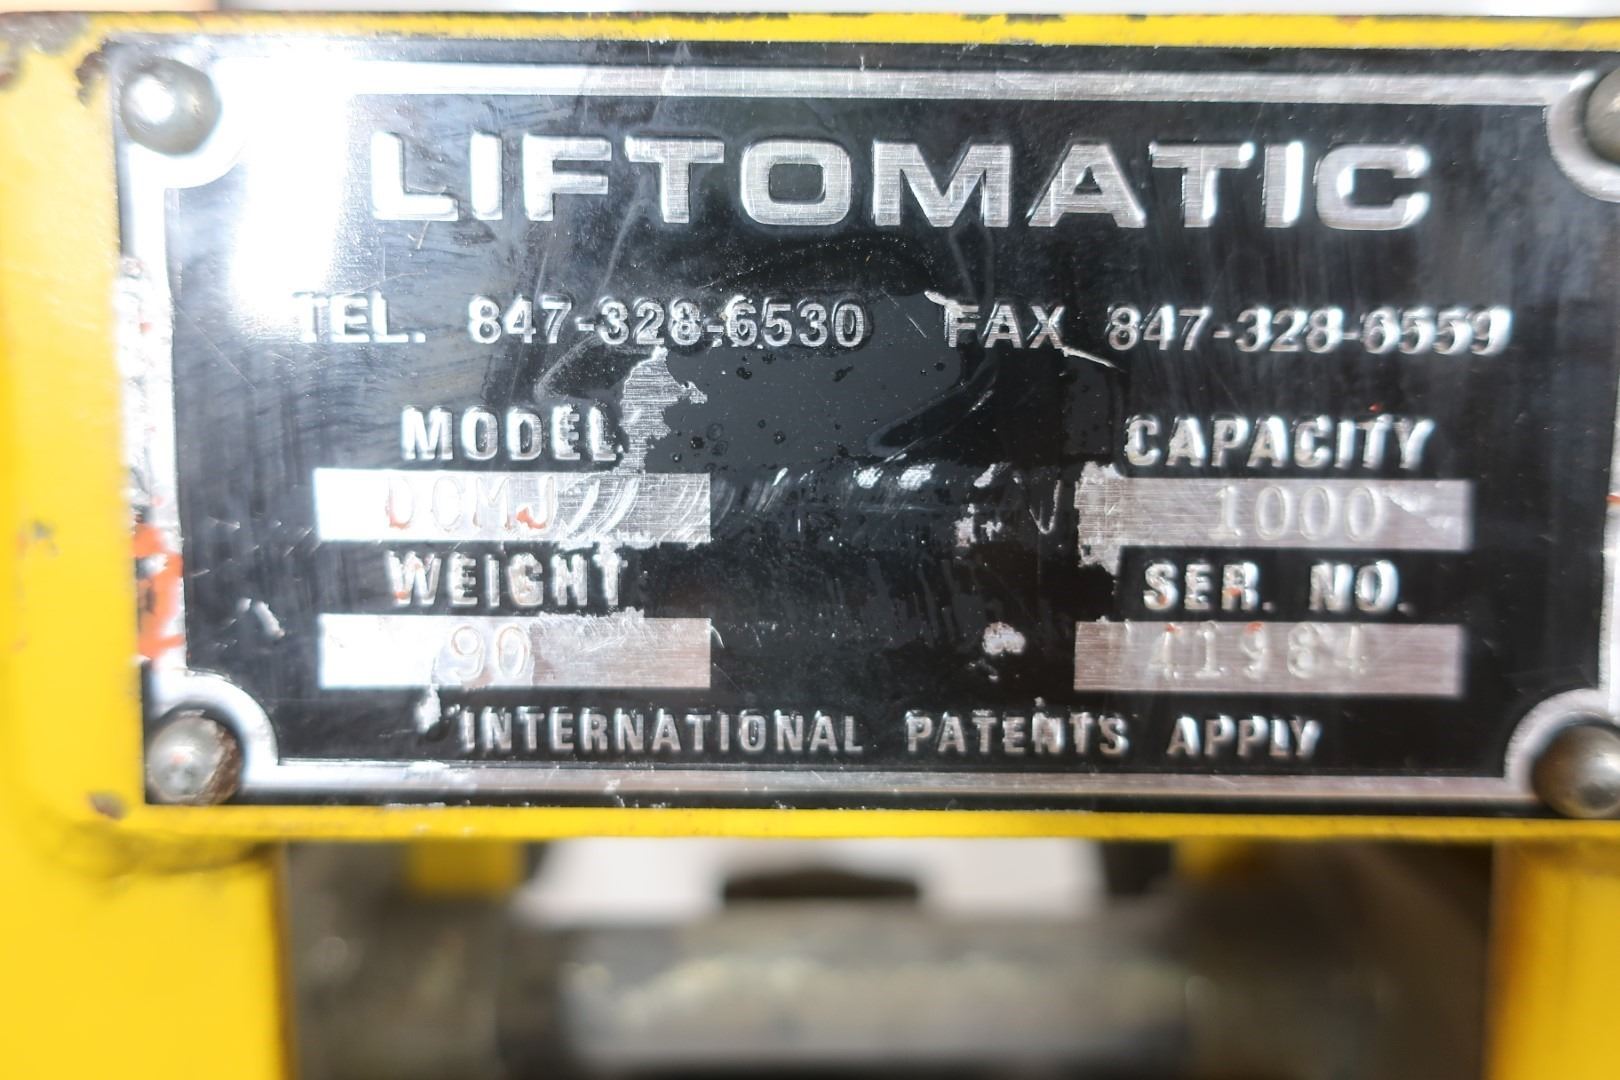 LIFTOMATIC
TEL. 847-328-6530 FAX 847-328-6559
MODEL CAPACITY
DCMJ 1000
WEIGHT SER. NO.
90 41984
INTERNATIONAL PATENTS APPLY